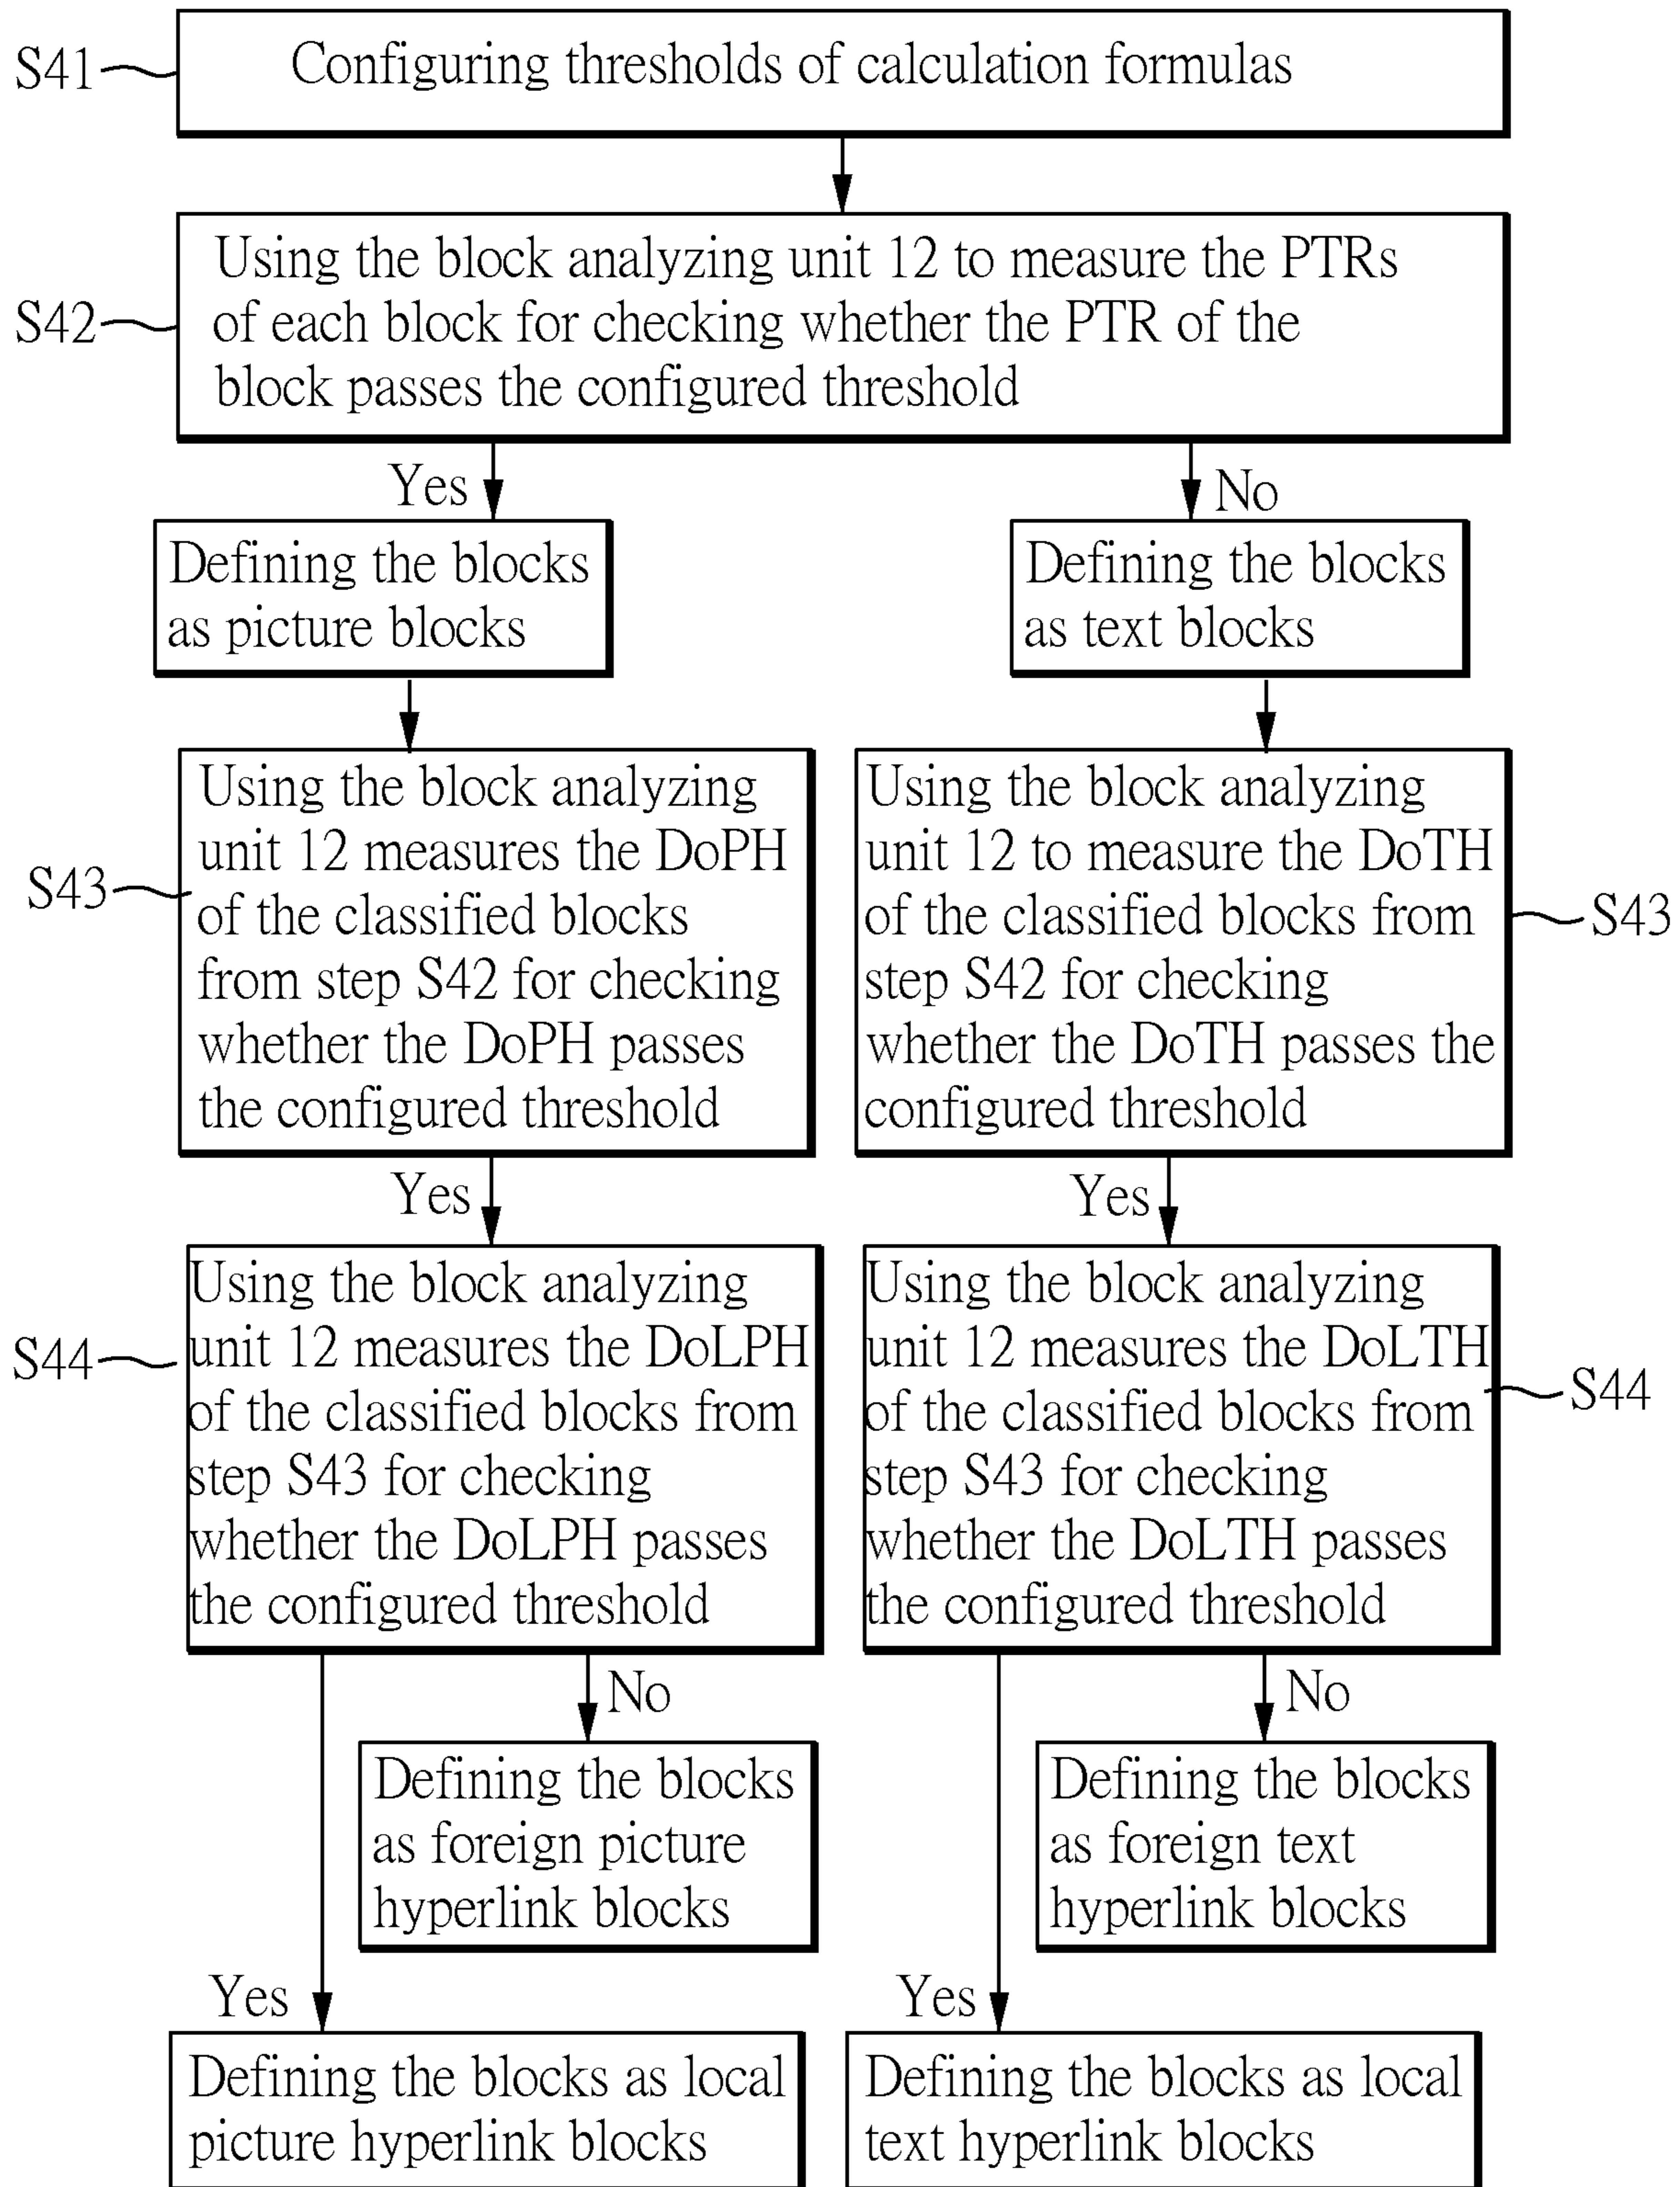 S41
Configuring thresholds of calculation formulas
S42
Using the block analyzing unit 12 to measure the PTRs
of each block for checking whether the PTR of the
block passes the configured threshold
Yes
No
Defining the blocks
as picture blocks
Defining the blocks
as text blocks
S43
Using the block analyzing
unit 12 measures the DoPH
of the classified blocks
from step S42 for checking
whether the DoPH passes
the configured threshold
Using the block analyzing
unit 12 to measure the DoTH
of the classified blocks from
step S42 for checking
whether the DoTH passes the
configured threshold
S43
Yes
Yes
S44
Using the block analyzing
unit 12 measures the DoLPH
of the classified blocks from
step S43 for checking
whether the DoLPH passes
the configured threshold
Using the block analyzing
unit 12 measures the DoLTH
of the classified blocks from
step S43 for checking
whether the DoLTH passes
the configured threshold
S44
No
No
Defining the blocks
as foreign picture
hyperlink blocks
Defining the blocks
as foreign text
hyperlink blocks
Yes
Yes
Defining the blocks as local
picture hyperlink blocks
Defining the blocks as local
text hyperlink blocks